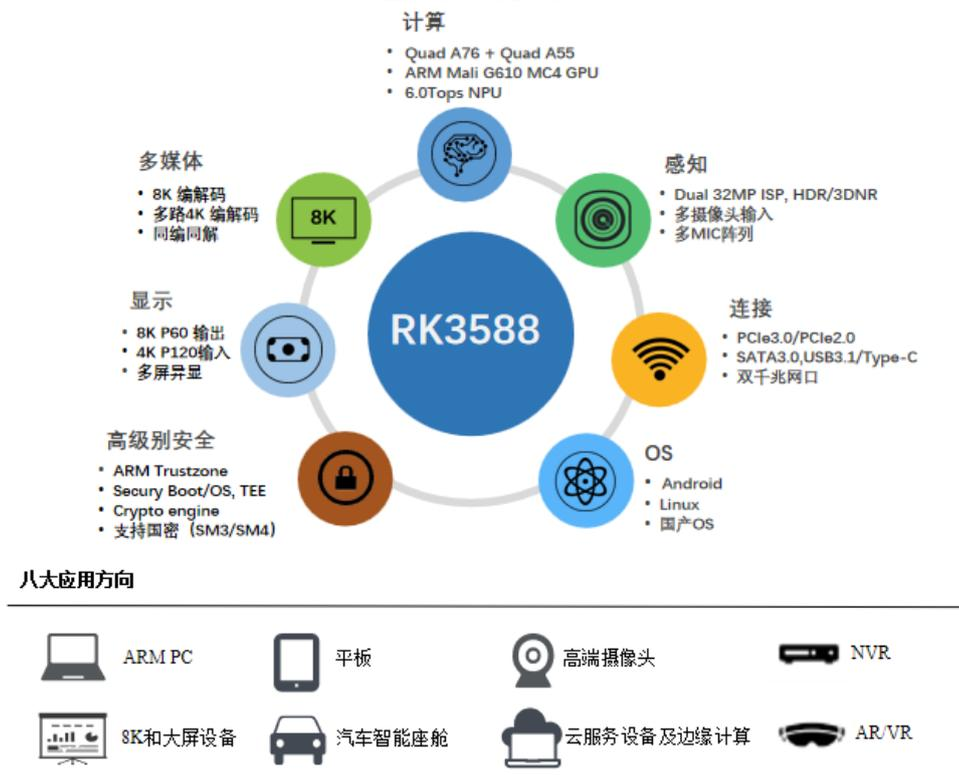 计算
• Quad A76 + Quad A55
• ARM Mali G610 MC4 GPU
• 6.0Tops NPU
多媒体
• 8K 编解码
• 多路4K 编解码
• 同编同解
8K
感知
• Dual 32MP ISP, HDR/3DNR
• 多摄像头输入
• 多MIC阵列
显示
• 8K P60 输出
• 4K P120输入
• 多屏异显
RK3588
连接
• PCIe3.0/PCIe2.0
• SATA3.0,USB3.1/Type-C
• 双千兆网口
高级别安全
• ARM Trustzone
• Secury Boot/OS, TEE
• Crypto engine
• 支持国密（SM3/SM4）
OS
• Android
• Linux
• 国产OS
八大应用方向
ARM PC
平板
高端摄像头
NVR
8K和大屏设备
汽车智能座舱
云服务设备及边缘计算
AR/VR